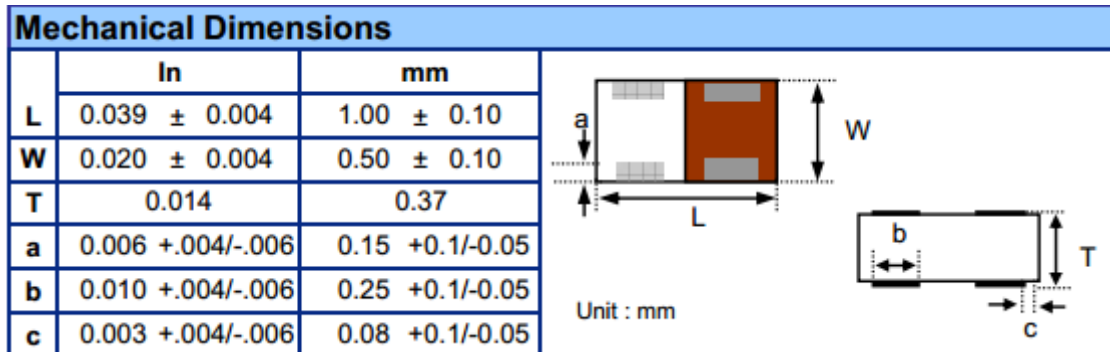 Mechanical Dimensions
In mm
L 0.039 ± 0.004 1.00 ± 0.10
W 0.020 ± 0.004 0.50 ± 0.10
T 0.014 0.37
a 0.006 +.004/-.006 0.15 +0.1/-0.05
b 0.010 +.004/-.006 0.25 +0.1/-0.05
c 0.003 +.004/-.006 0.08 +0.1/-0.05
a
W
L
b
T
c
Unit : mm